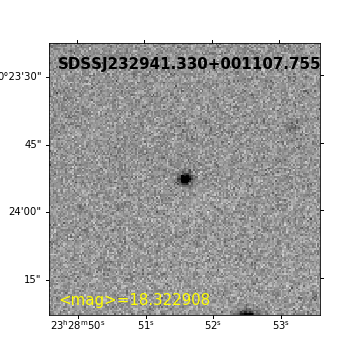 SDSSJ232941.330+001107.755
0°23'30"
45"
24'00"
15"
<mag>=18.322908
23ʰ28ᵐ50ˢ 51ˢ 52ˢ 53ˢ